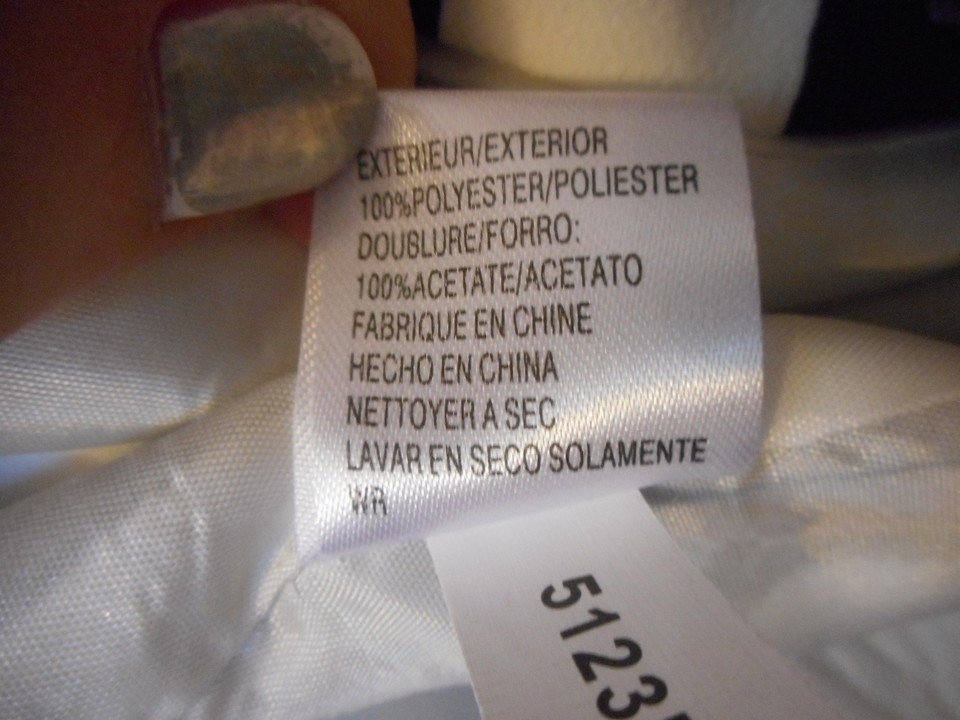 EXTERIEUR/EXTERIOR
100%POLYESTER/POLIESTER
DOUBLURE/FORRO:
100%ACETATE/ACETATO
FABRIQUE EN CHINE
HECHO EN CHINA
NETTOYER A SEC
LAVAR EN SECO SOLAMENTE
WR
5123